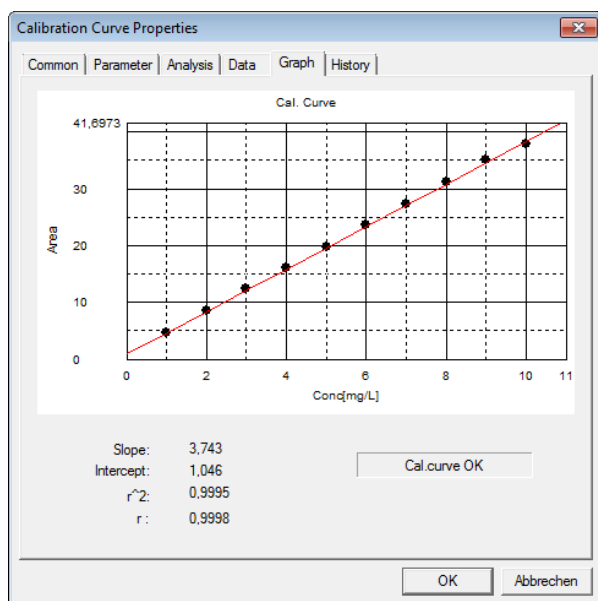 Calibration Curve Properties
Common Parameter Analysis Data Graph History
Cal. Curve
41,6973
30
20
10
0
Area
0 2 4 6 8 10 11
Conc[mg/L]
Slope: 3,743
Intercept: 1,046
r^2: 0,9995
r : 0,9998
Cal.curve OK
OK Abbrechen